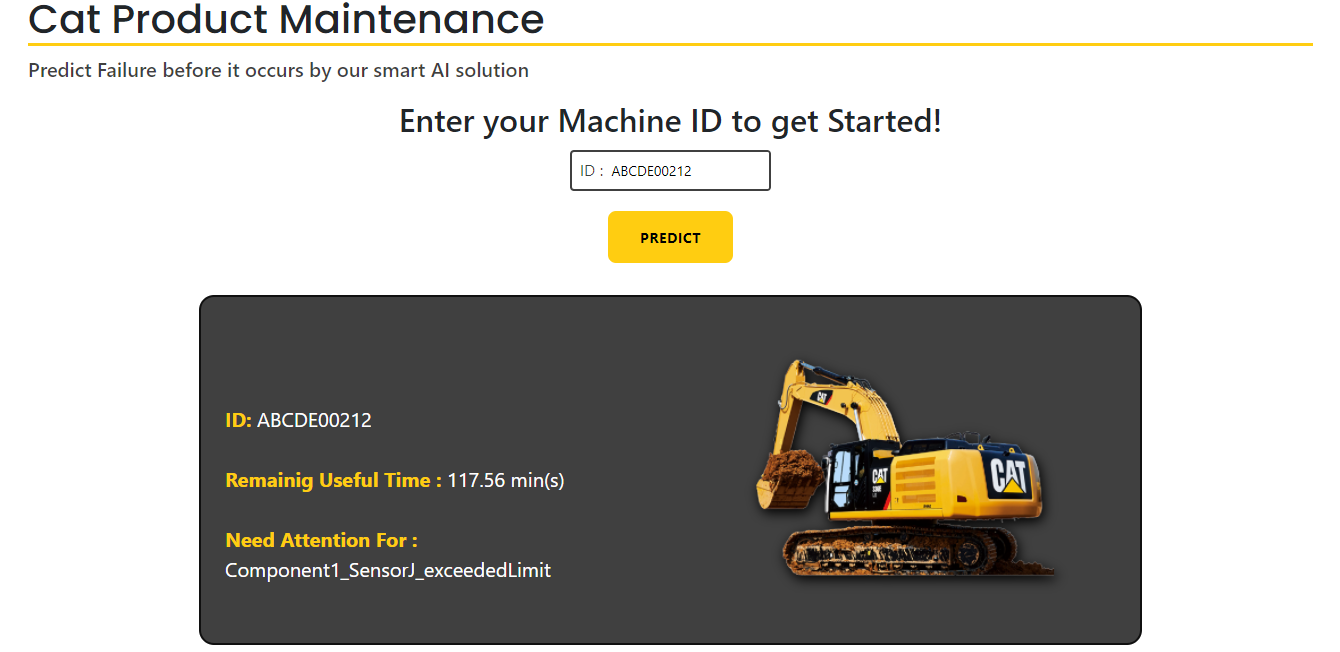 Cat Product Maintenance
Predict Failure before it occurs by our smart AI solution
Enter your Machine ID to get Started!
ID : ABCDE00212
PREDICT
ID: ABCDE00212
Remainig Useful Time : 117.56 min(s)
Need Attention For :
Component1_SensorJ_exceededLimit
CAT
CAT
CAT